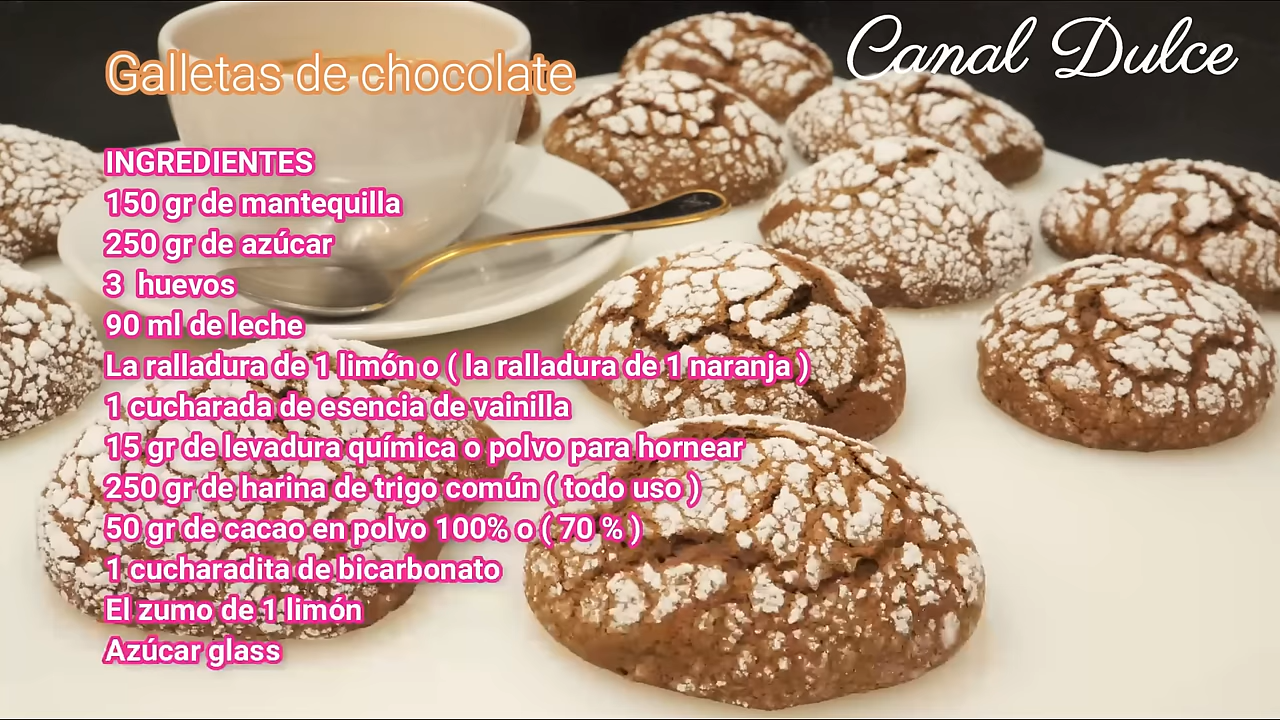 Canal Dulce
Galletas de chocolate
INGREDIENTES
150 gr de mantequilla
250 gr de azúcar
3 huevos
90 ml de leche
La ralladura de 1 limón o ( la ralladura de 1 naranja )
1 cucharada de esencia de vainilla
15 gr de levadura química o polvo para hornear
250 gr de harina de trigo común ( todo uso )
50 gr de cacao en polvo 100% o ( 70 % )
1 cucharadita de bicarbonato
El zumo de 1 limón
Azúcar glass